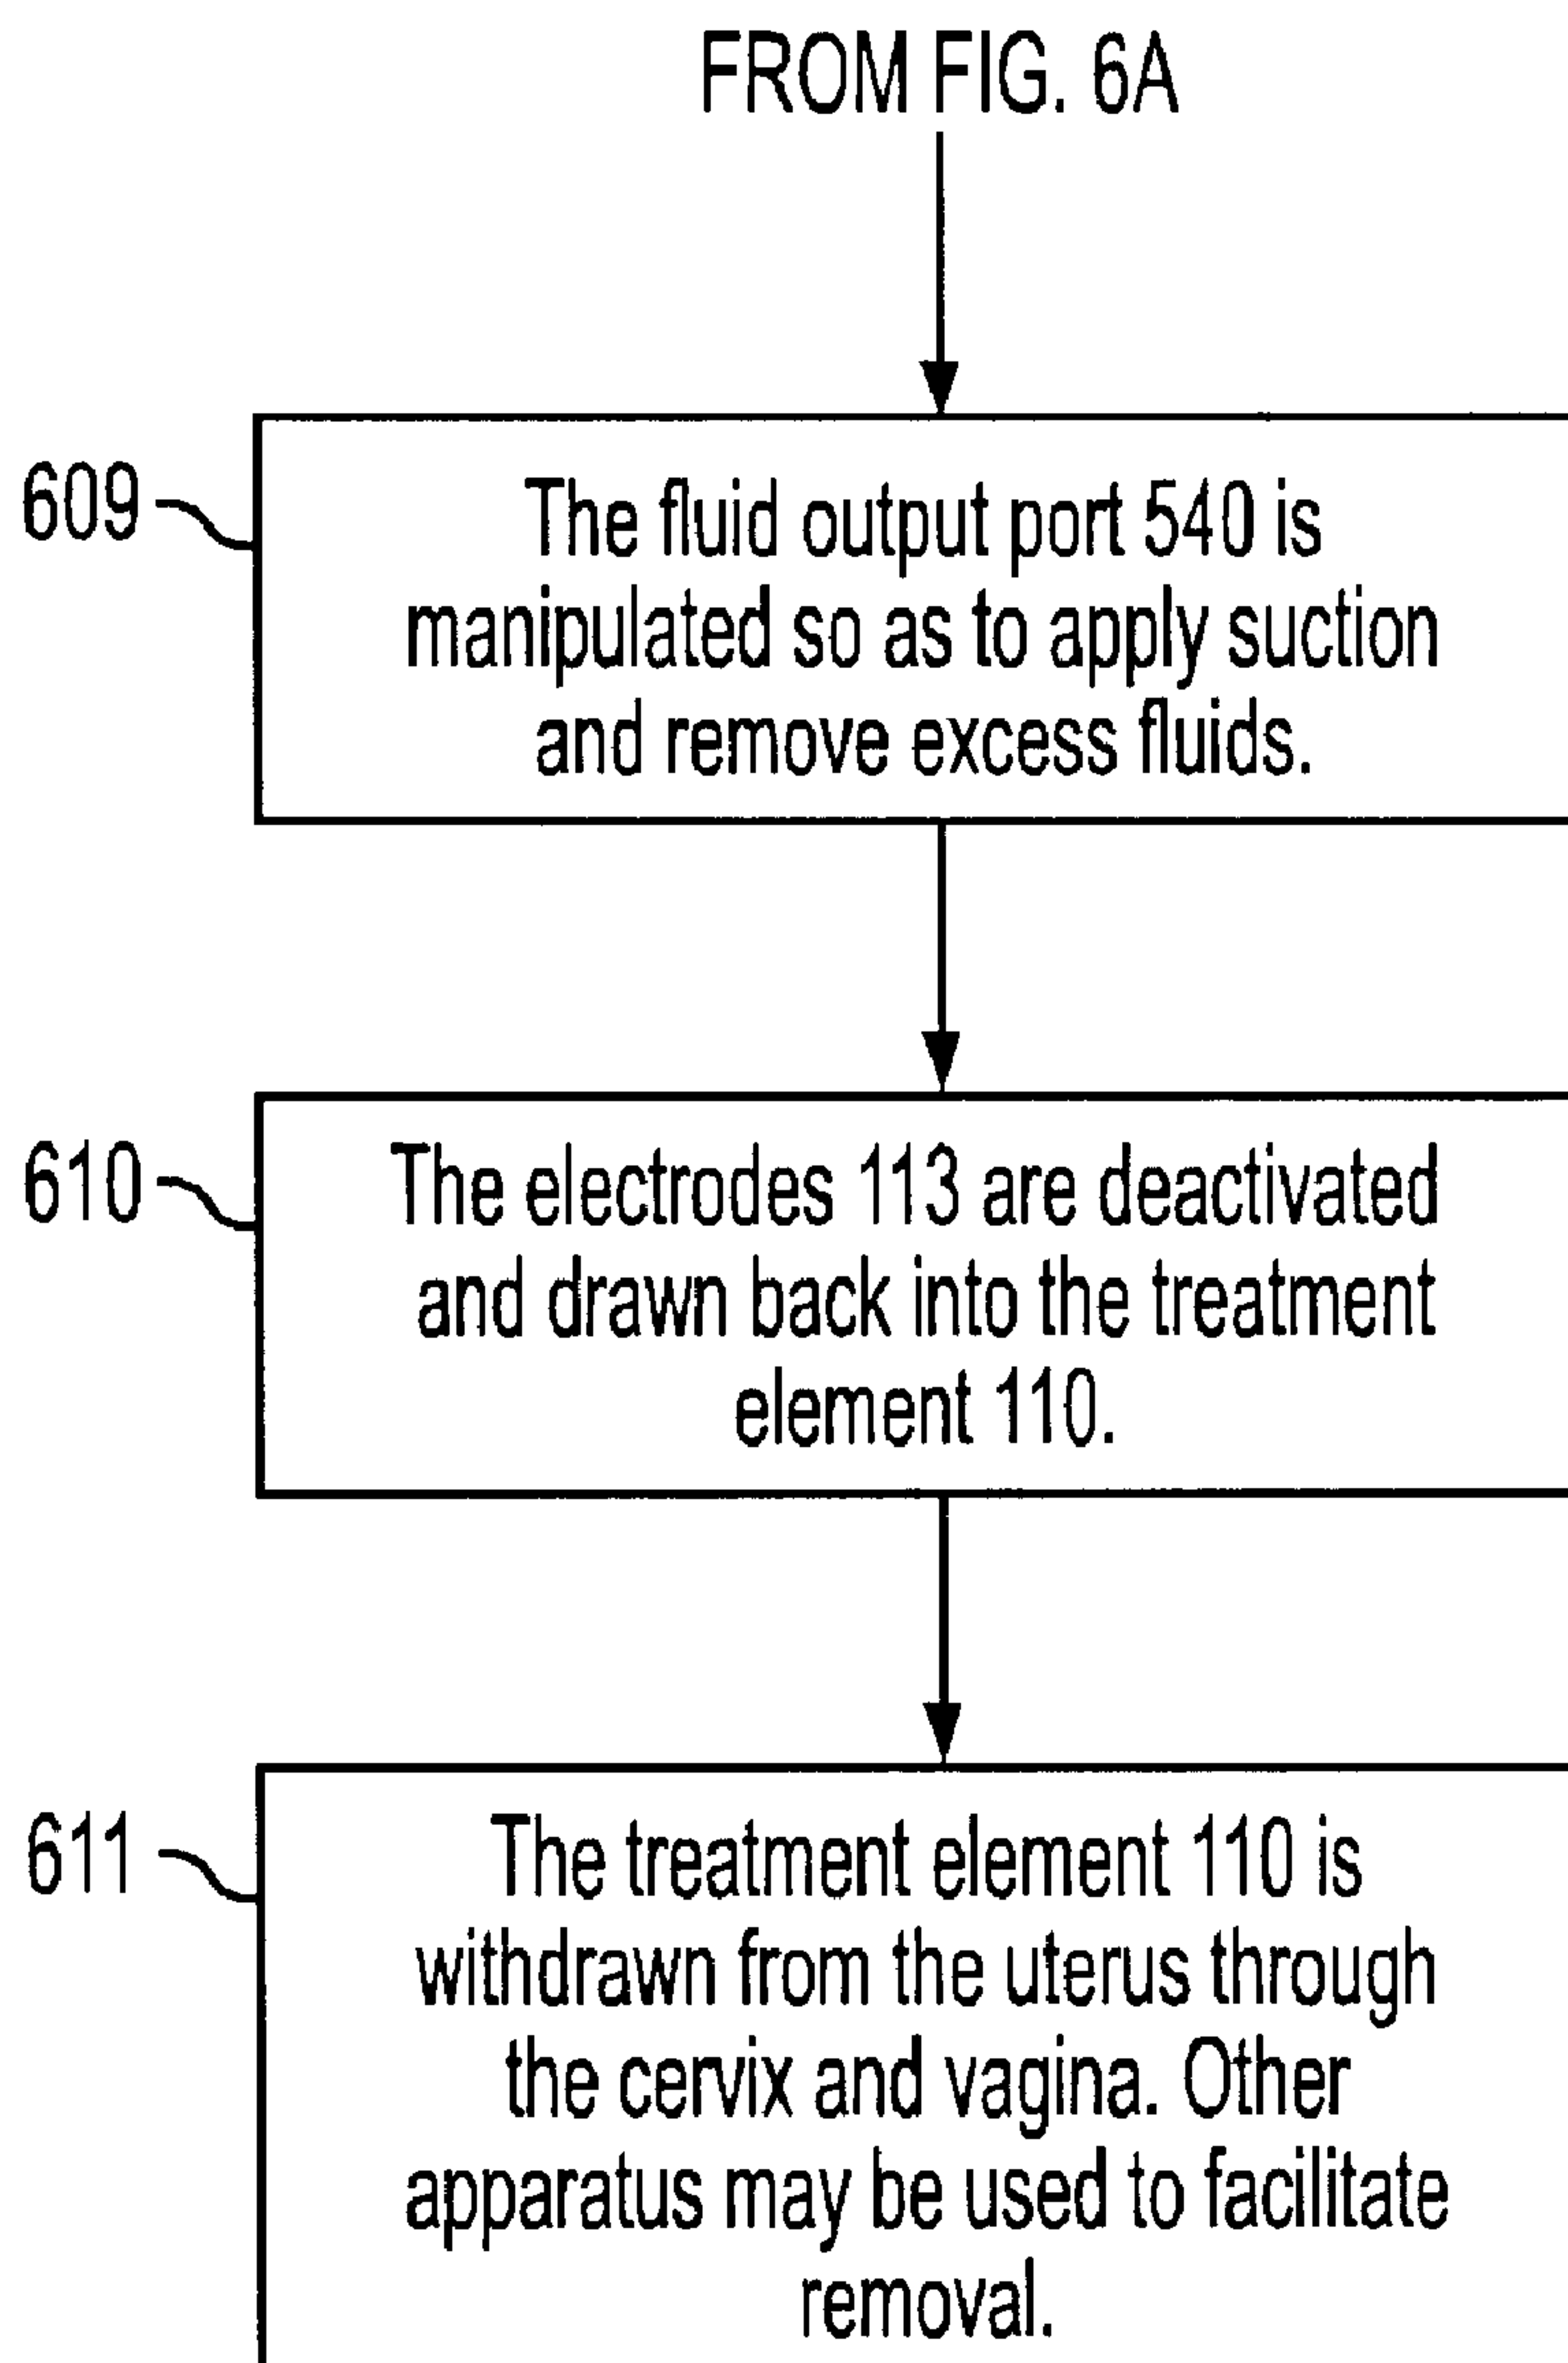 FROM FIG. 6A
609
The fluid output port 540 is
manipulated so as to apply suction
and remove excess fluids.
610
The electrodes 113 are deactivated
and drawn back into the treatment
element 110.
611
The treatment element 110 is
withdrawn from the uterus through
the cervix and vagina. Other
apparatus may be used to facilitate
removal.